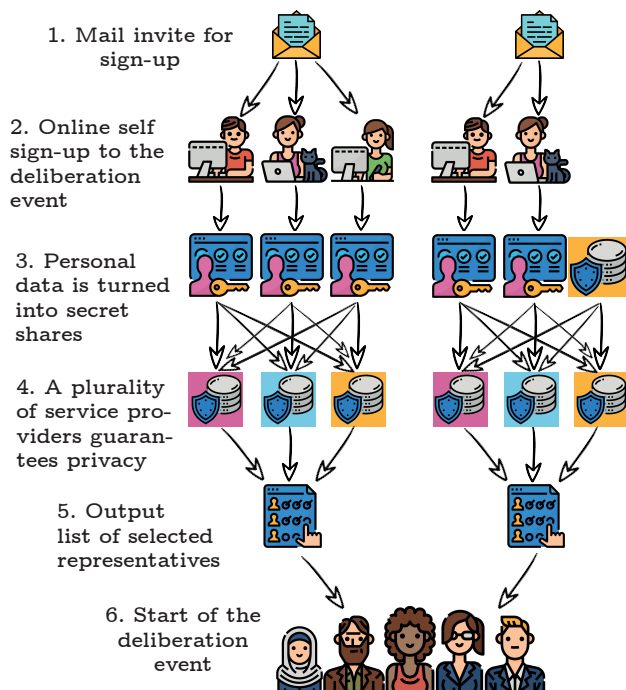 1. Mail invite for
sign-up
2. Online self
sign-up to the
deliberation
event
3. Personal
data is turned
into secret
shares
4. A plurality
of service pro-
viders guaran-
tees privacy
5. Output
list of selected
representatives
6. Start of the
deliberation
event